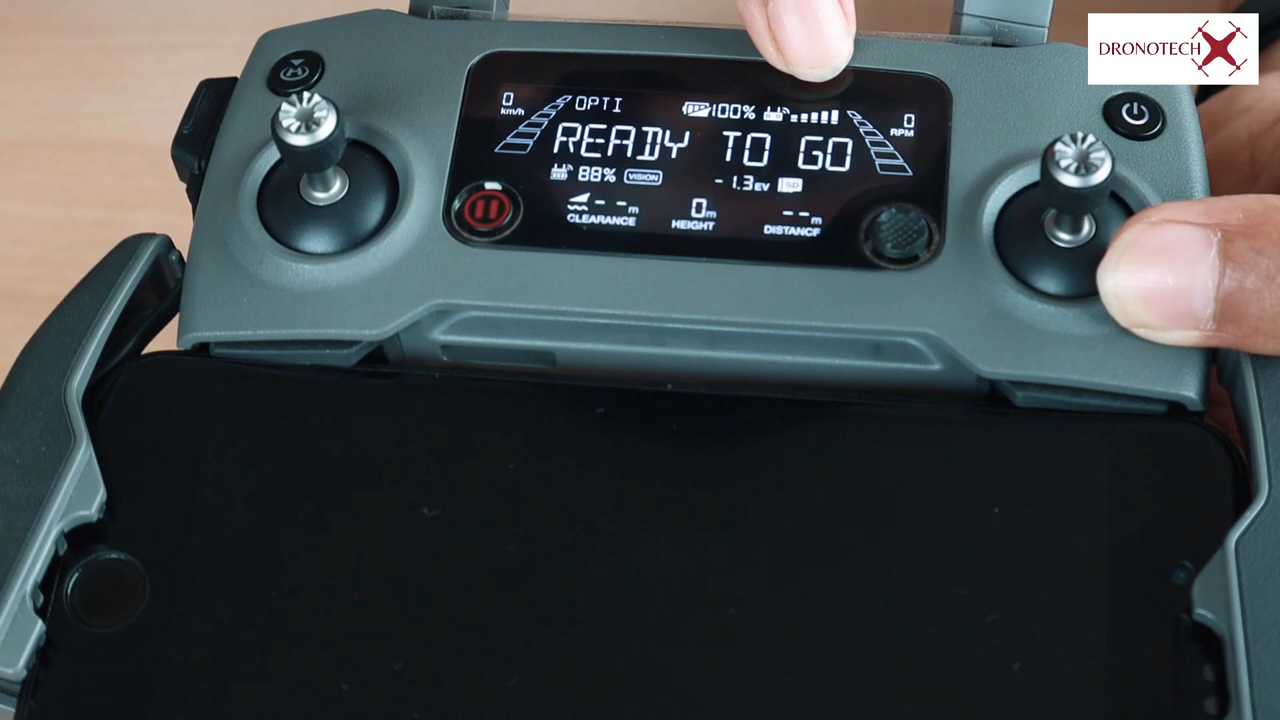 DRONOTECH
0
km/h
OPTI
100%
0
RPM
READY TO GO
88%
VISION
-1.3EV
SD
--m
CLEARANCE
0m
HEIGHT
--m
DISTANCE